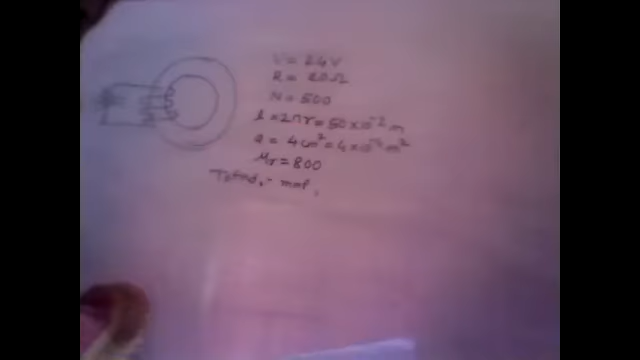 V = 24V
R = 20Ω
N = 500
l = 2πr = 50×10⁻² m
a = 4cm² = 4×10⁻⁴ m²
μr = 800
To find :- mmf,